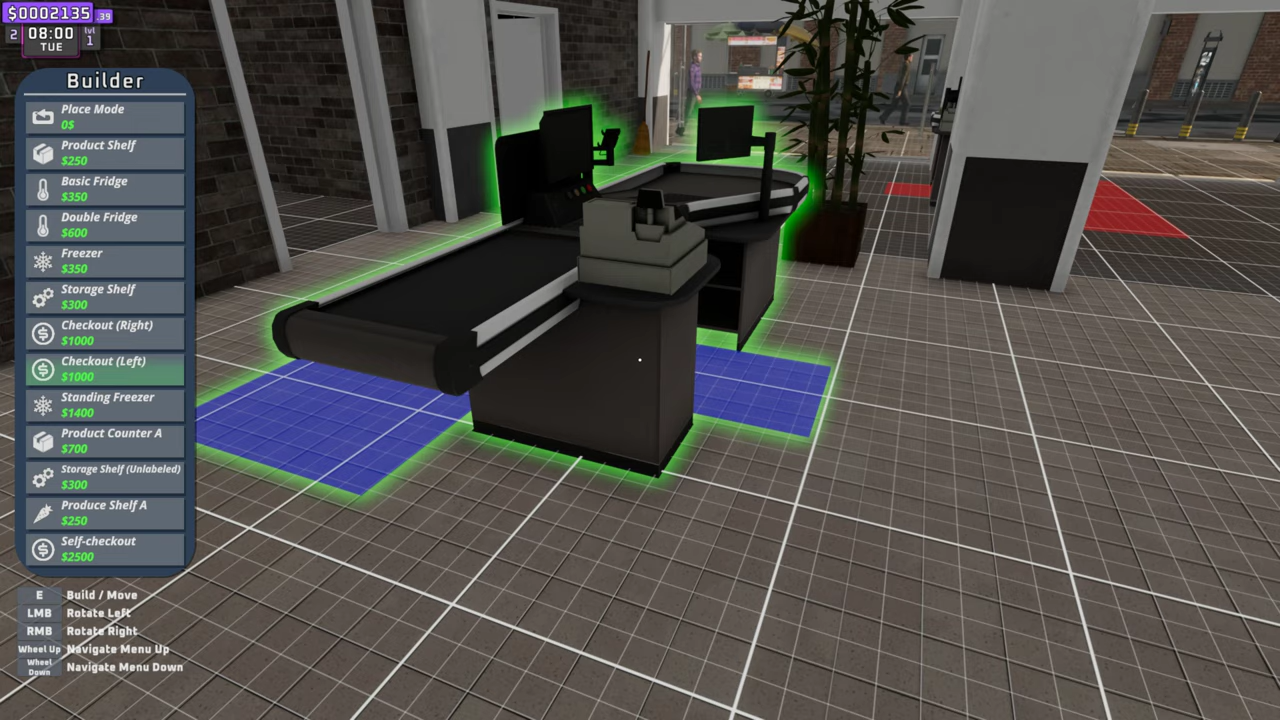 $0002135.39
2 08:00 lvl
TUE 1
Builder
Place Mode
0$
Product Shelf
$250
Basic Fridge
$350
Double Fridge
$600
Freezer
$350
Storage Shelf
$300
Checkout (Right)
$1000
Checkout (Left)
$1000
Standing Freezer
$1400
Product Counter A
$700
Storage Shelf (Unlabeled)
$300
Produce Shelf A
$250
Self-checkout
$2500
E Build / Move
LMB Rotate Left
RMB Rotate Right
Wheel Up Navigate Menu Up
Wheel Down Navigate Menu Down